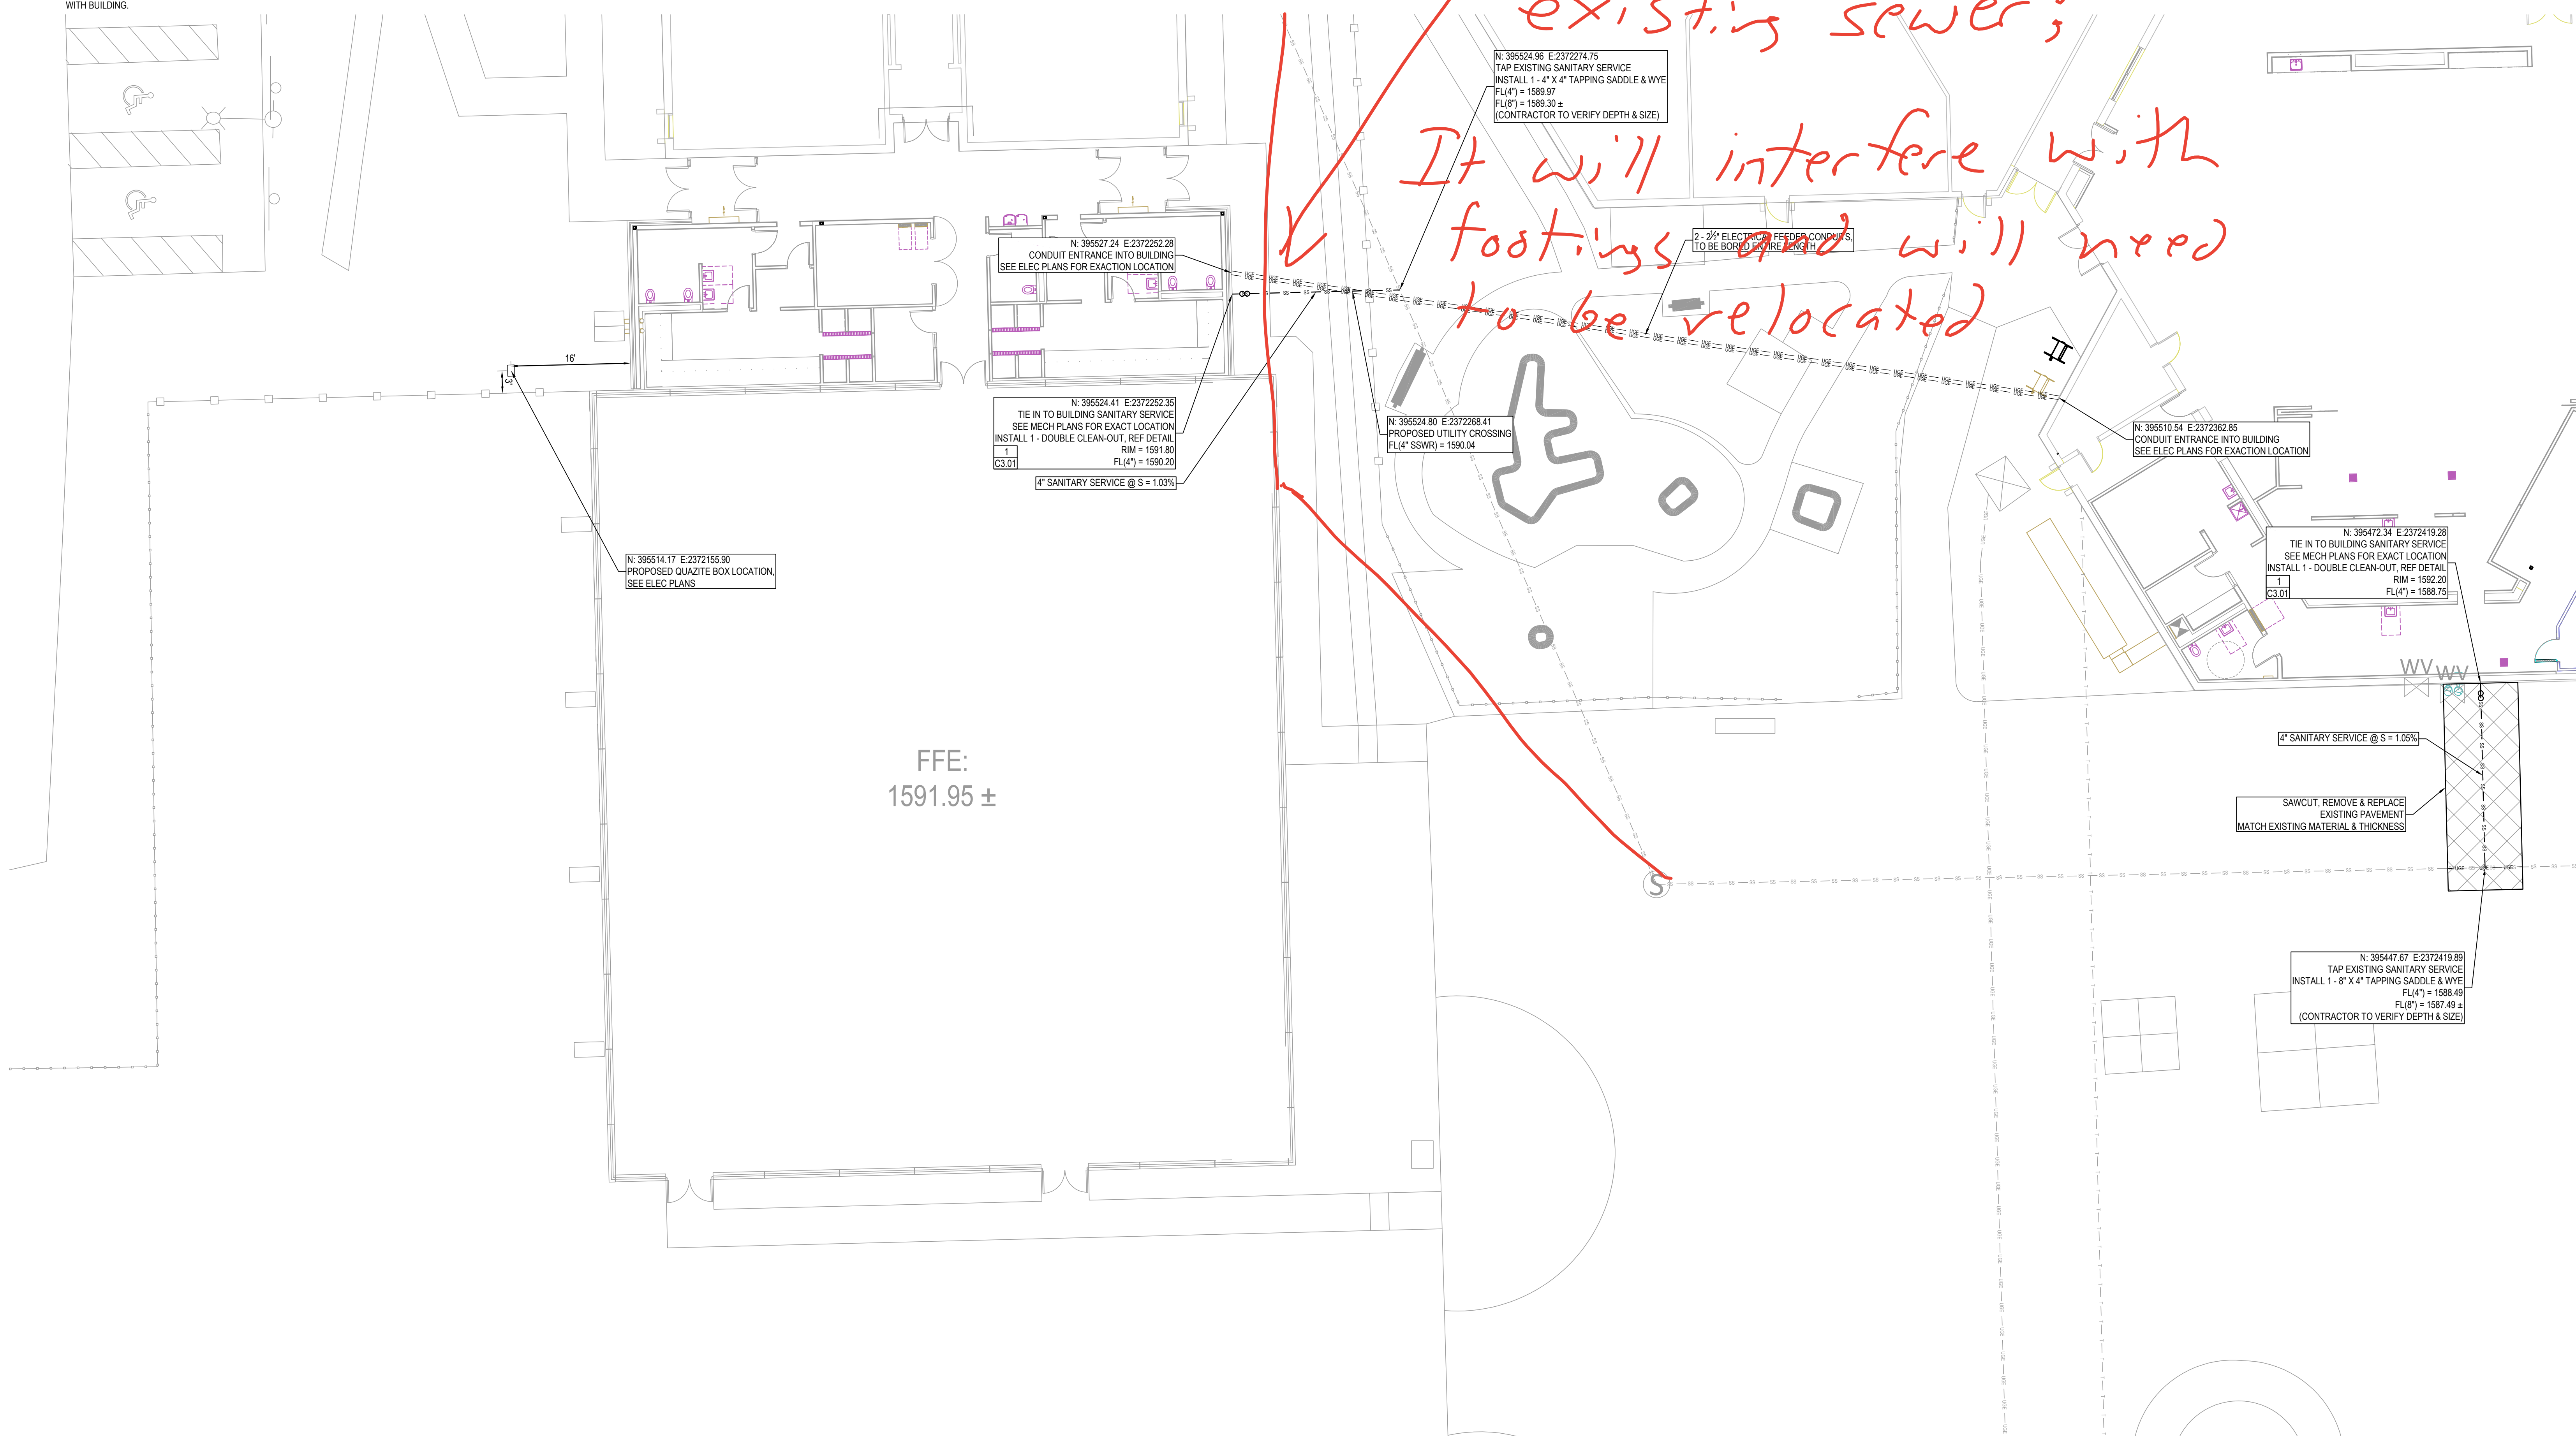 WITH BUILDING.
existing sewer;
It will interfere with
footings and will need
to be relocated
N: 395524.96 E:2372274.75
TAP EXISTING SANITARY SERVICE
INSTALL 1 - 4" X 4" TAPPING SADDLE & WYE
FL(4") = 1589.97
FL(8") = 1589.30 ±
(CONTRACTOR TO VERIFY DEPTH & SIZE)
2 - 2½" ELECTRICAL FEEDER CONDUITS,
TO BE BORED ENTIRE LENGTH
N: 395527.24 E:2372252.28
CONDUIT ENTRANCE INTO BUILDING
SEE ELEC PLANS FOR EXACTION LOCATION
16'
3'
N: 395524.41 E:2372252.35
TIE IN TO BUILDING SANITARY SERVICE
SEE MECH PLANS FOR EXACT LOCATION
INSTALL 1 - DOUBLE CLEAN-OUT, REF DETAIL
1 RIM = 1591.80
C3.01 FL(4") = 1590.20
4" SANITARY SERVICE @ S = 1.03%
N: 395524.80 E:2372268.41
PROPOSED UTILITY CROSSING
FL(4" SSWR) = 1590.04
N: 395510.54 E:2372362.85
CONDUIT ENTRANCE INTO BUILDING
SEE ELEC PLANS FOR EXACTION LOCATION
N: 395514.17 E:2372155.90
PROPOSED QUAZITE BOX LOCATION,
SEE ELEC PLANS
N: 395472.34 E:2372419.28
TIE IN TO BUILDING SANITARY SERVICE
SEE MECH PLANS FOR EXACT LOCATION
INSTALL 1 - DOUBLE CLEAN-OUT, REF DETAIL
1 RIM = 1592.20
C3.01 FL(4") = 1588.75
WV WV
4" SANITARY SERVICE @ S = 1.05%
FFE:
1591.95 ±
SAWCUT, REMOVE & REPLACE
EXISTING PAVEMENT
MATCH EXISTING MATERIAL & THICKNESS
S
N: 395447.67 E:2372419.89
TAP EXISTING SANITARY SERVICE
INSTALL 1 - 8" X 4" TAPPING SADDLE & WYE
FL(4") = 1588.49
FL(8") = 1587.49 ±
(CONTRACTOR TO VERIFY DEPTH & SIZE)